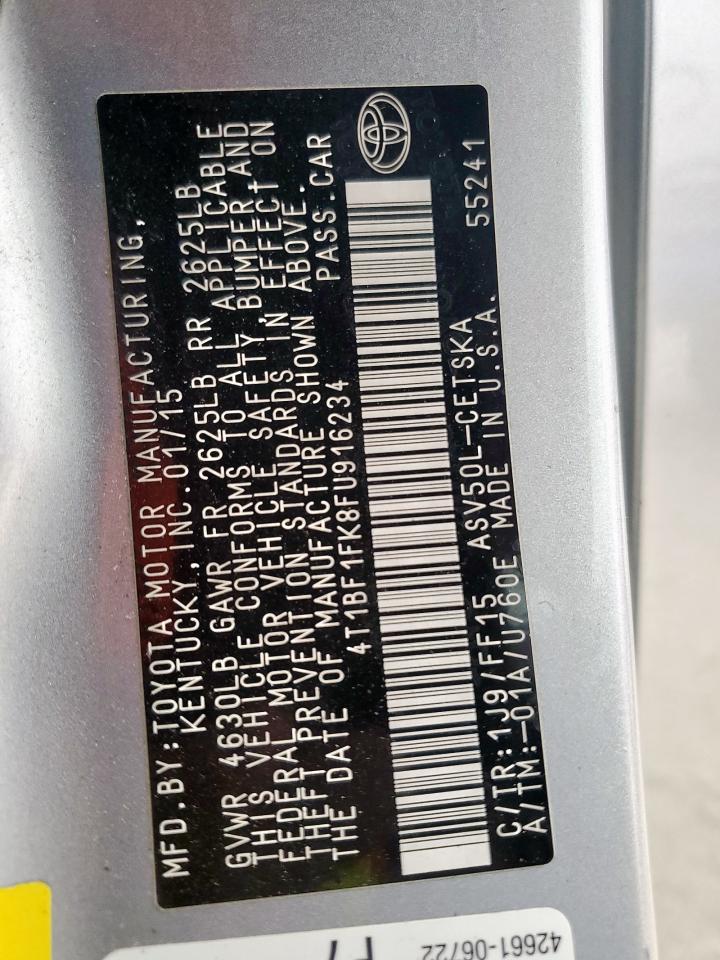 MFD.BY:TOYOTA MOTOR MANUFACTURING,
KENTUCKY,INC.01/15
GVWR 4630LB GAWR FR 2625LB RR 2625LB
THIS VEHICLE CONFORMS TO ALL APPLICABLE
FEDERAL MOTOR VEHICLE SAFETY,BUMPER,AND
THEFT PREVENTION STANDARDS IN EFFECT ON
THE DATE OF MANUFACTURE SHOWN ABOVE.
4T1BF1FK8FU916234 PASS.CAR
C/TR:1J9/FF15 ASV50L-CETSKA 55241
A/TM:-01A/U760E MADE IN U.S.A.
42661-06722